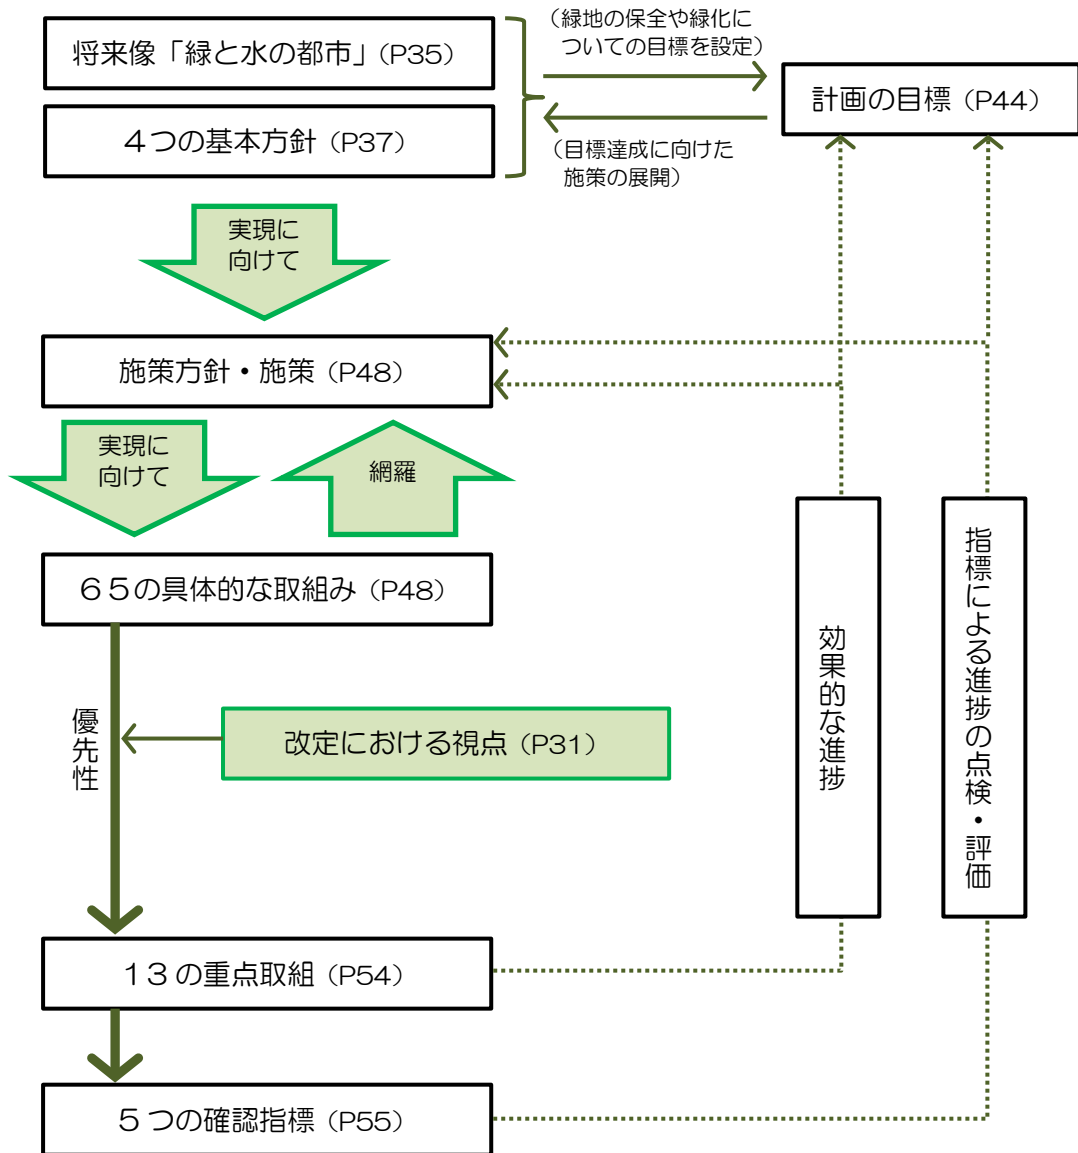 将来像「緑と水の都市」(P35)
４つの基本方針(P37)
（緑地の保全や緑化に
ついての目標を設定）
（目標達成に向けた
施策の展開）
計画の目標(P44)
実現に
向けて
施策方針・施策(P48)
実現に
向けて
網羅
６５の具体的な取組み(P48)
優先性
改定における視点(P31)
効果的な進捗
指標による進捗の点検・評価
１３の重点取組(P54)
５つの確認指標(P55)